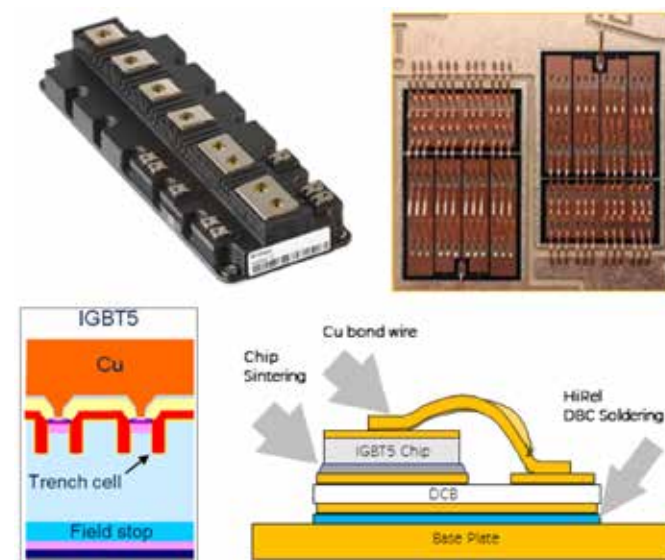 IGBT5
Cu
Trench cell
Field stop
Cu bond wire
Chip
Sintering
HiRel
DBC Soldering
IGBT5 Chip
DCB
Base Plate